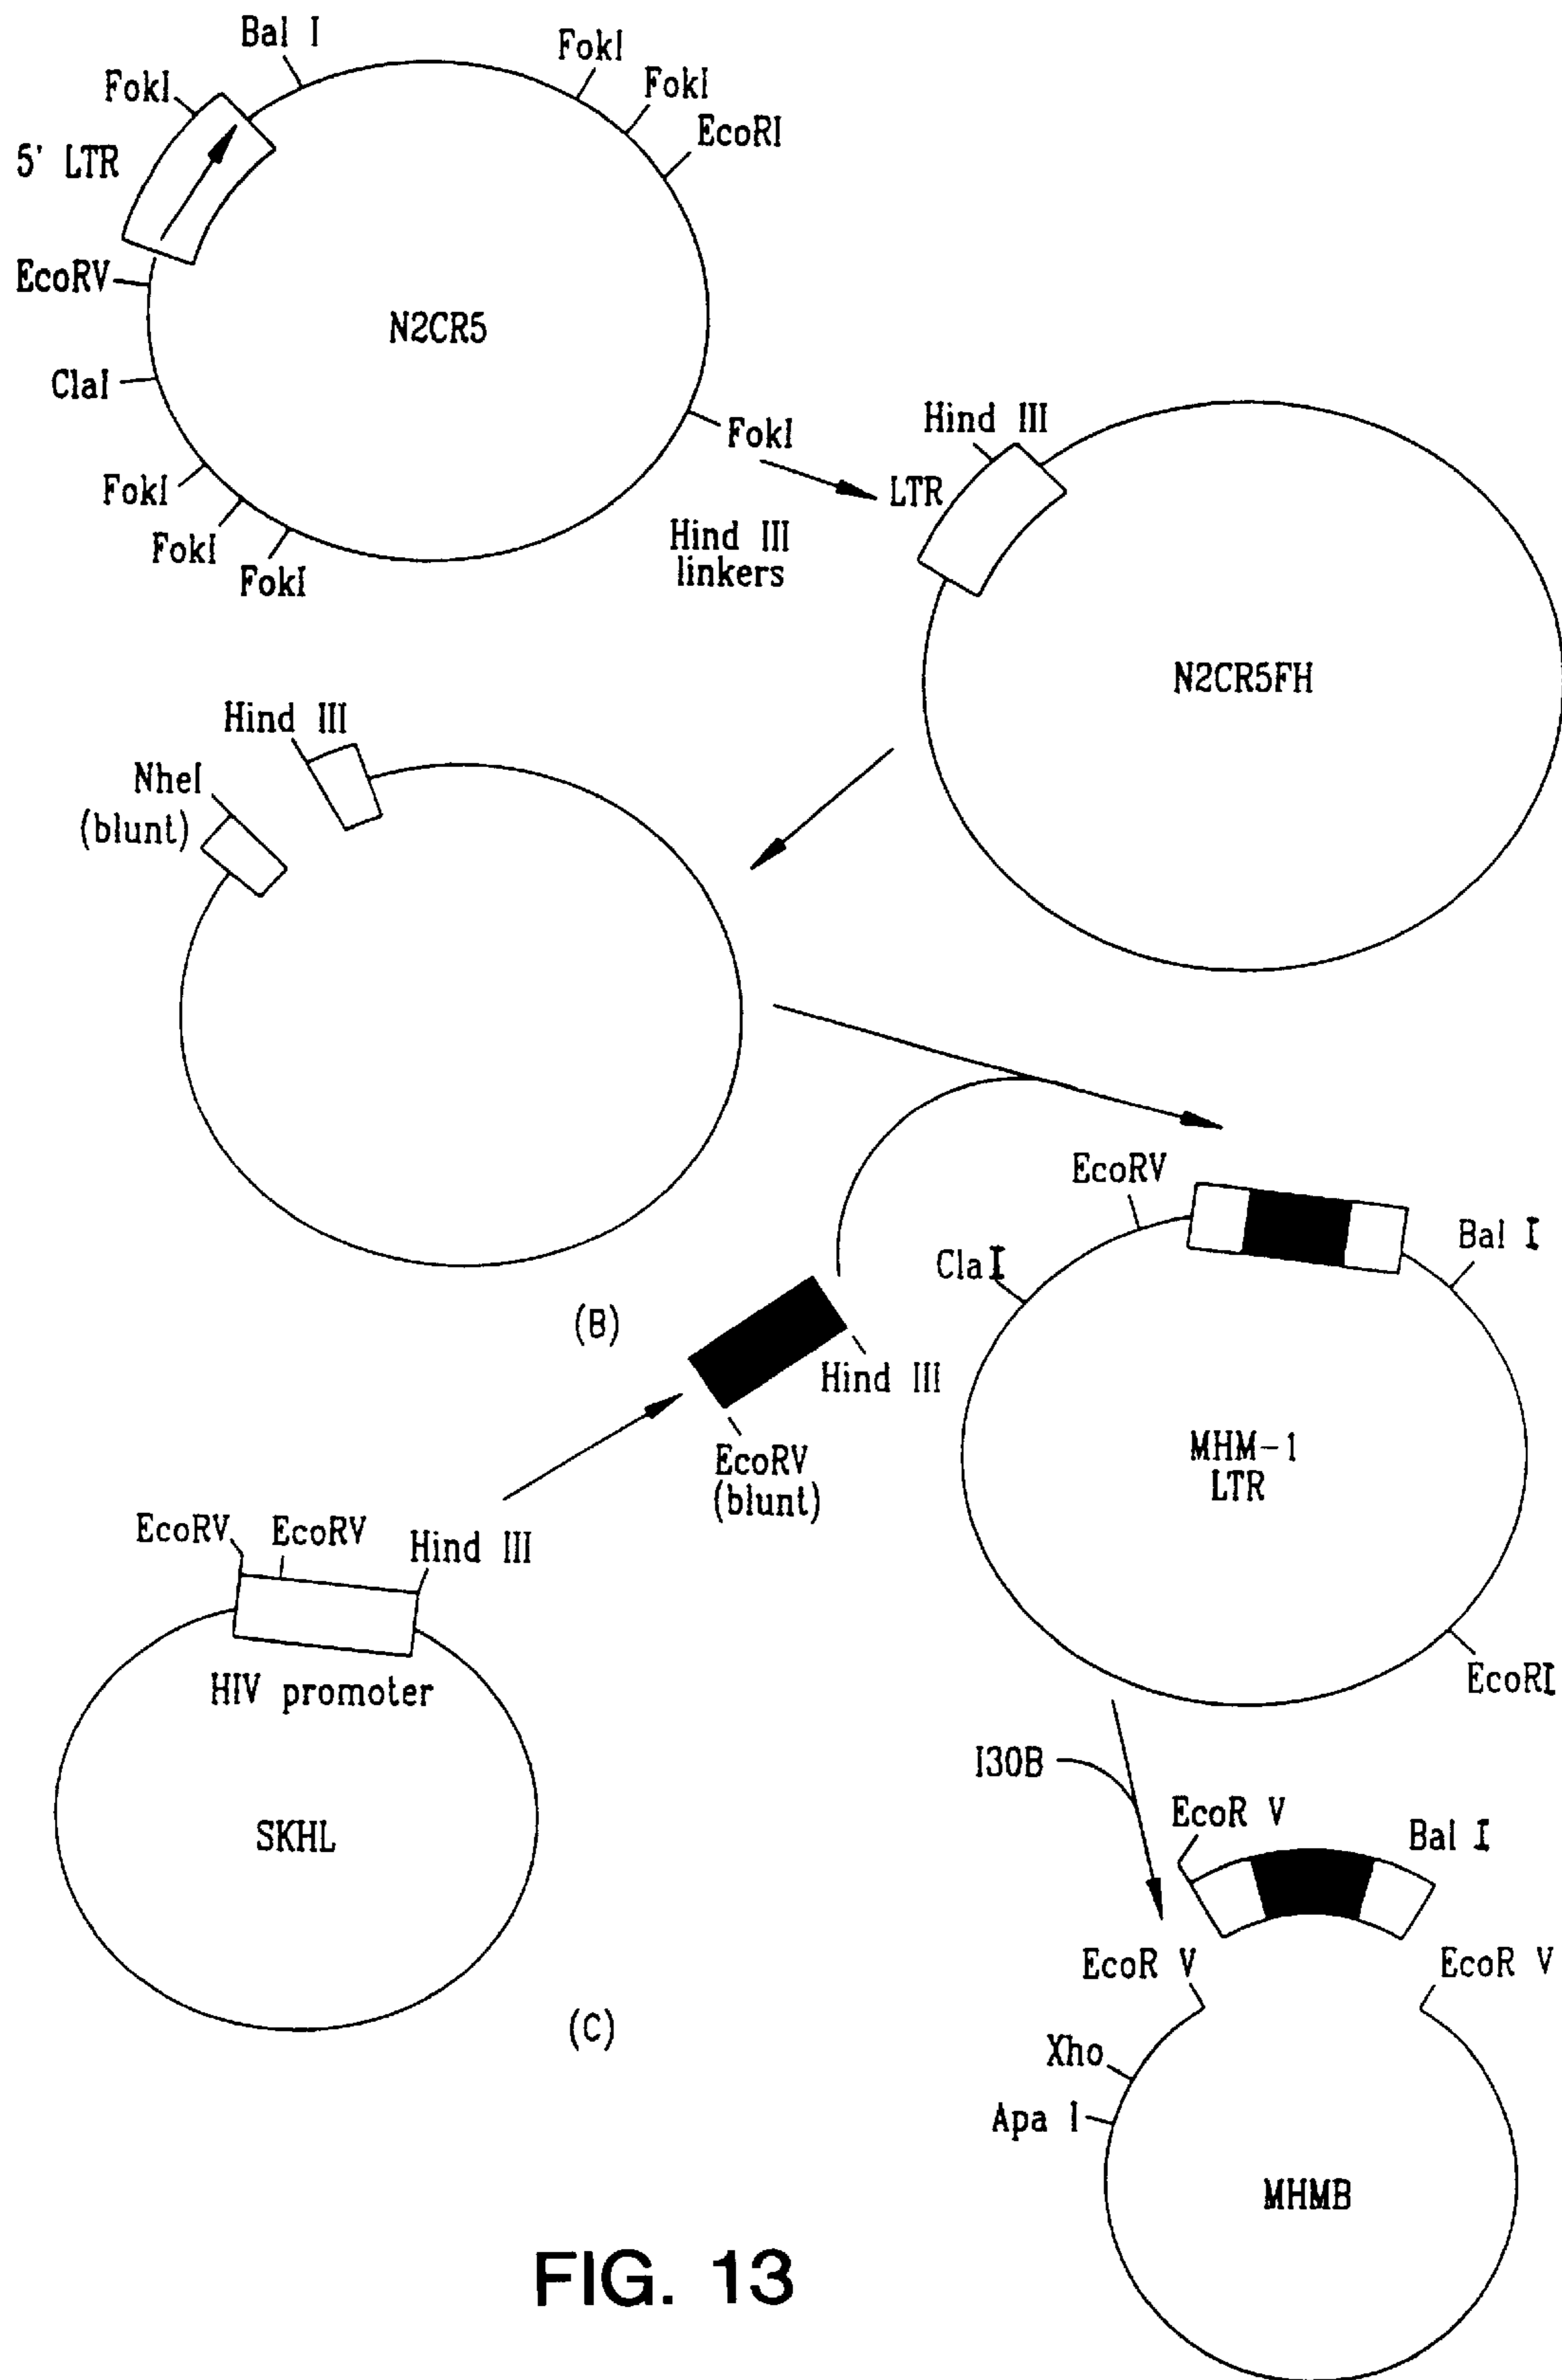 Bal I
FokI
FokI
FokI
EcoRI
5' LTR
EcoRV
N2CR5
ClaI
FokI
FokI
FokI
FokI
Hind III
linkers
Hind III
LTR
N2CR5FH
Hind III
NheI
(blunt)
(B)
EcoRV
Bal I
Cla I
Hind III
EcoRV
(blunt)
MHM-1
LTR
EcoRI
EcoRV
EcoRV
Hind III
HIV promoter
SKHL
(C)
I30B
EcoR V
Bal I
EcoR V
EcoR V
Xho
Apa I
MHMB
FIG. 13